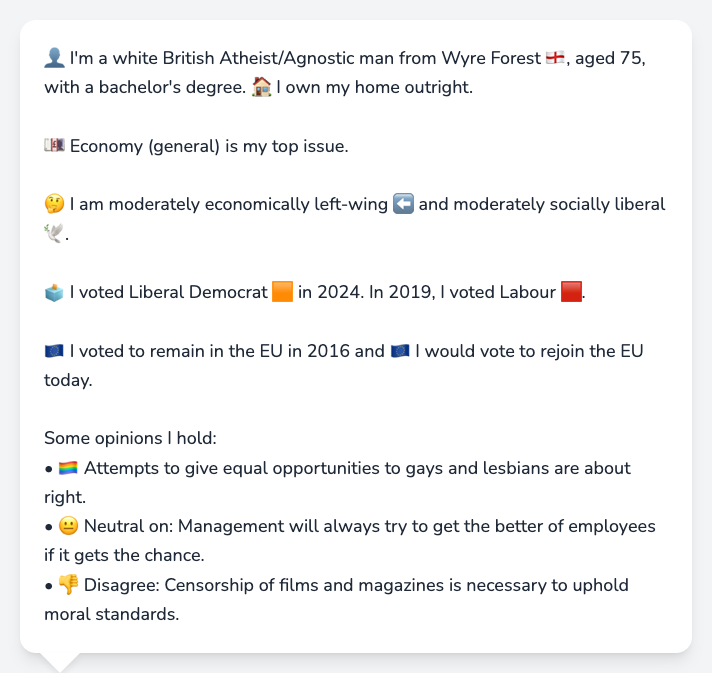 👤 I'm a white British Atheist/Agnostic man from Wyre Forest 🏴󠁧󠁢󠁥󠁮󠁧󠁿, aged 75,
with a bachelor's degree. 🏠 I own my home outright.
💷 Economy (general) is my top issue.
🤔 I am moderately economically left-wing ⬅️ and moderately socially liberal
🕊️.
🗳️ I voted Liberal Democrat 🟧 in 2024. In 2019, I voted Labour 🟥.
🇪🇺 I voted to remain in the EU in 2016 and 🇪🇺 I would vote to rejoin the EU
today.
Some opinions I hold:
• 🏳️‍🌈 Attempts to give equal opportunities to gays and lesbians are about
right.
• 😐 Neutral on: Management will always try to get the better of employees
if it gets the chance.
• 👎 Disagree: Censorship of films and magazines is necessary to uphold
moral standards.